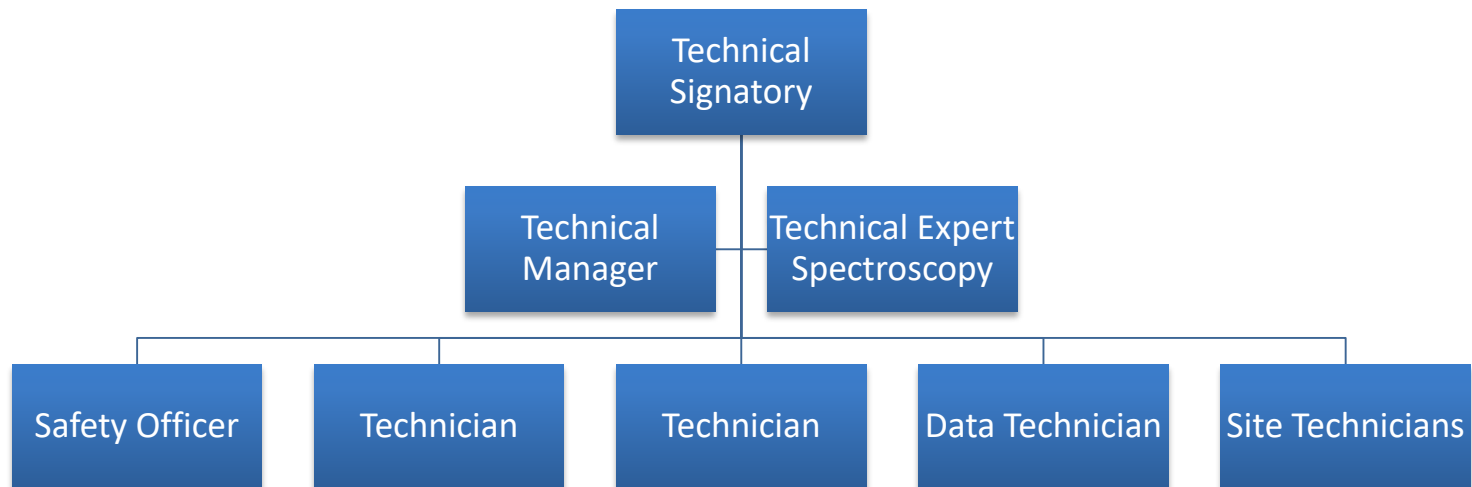 Technical
Signatory
Technical
Manager
Technical Expert
Spectroscopy
Safety Officer
Technician
Technician
Data Technician
Site Technicians